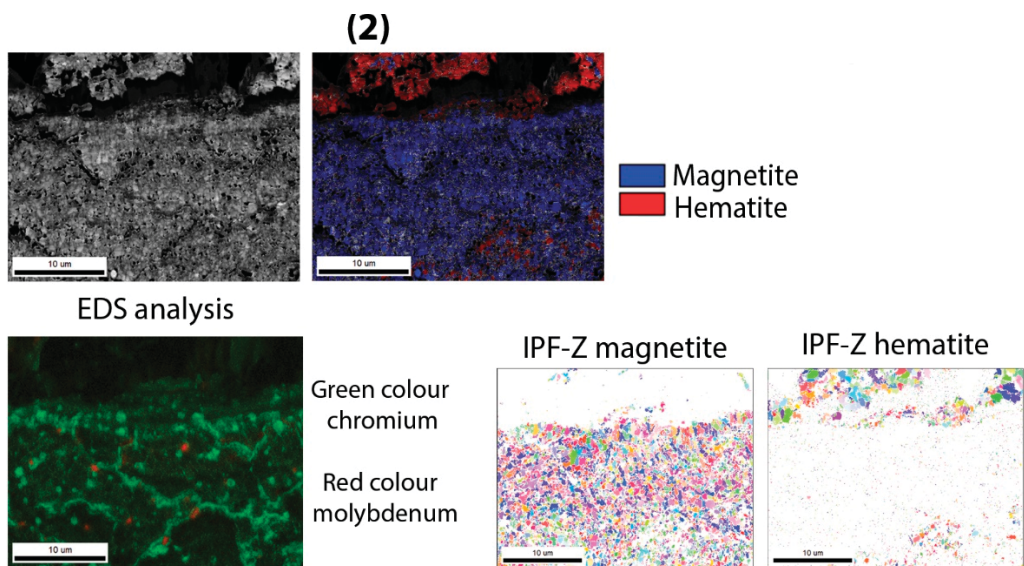 (2)
10 um
10 um
Magnetite
Hematite
EDS analysis
10 um
Green colour
chromium
Red colour
molybdenum
IPF-Z magnetite
10 um
IPF-Z hematite
10 um